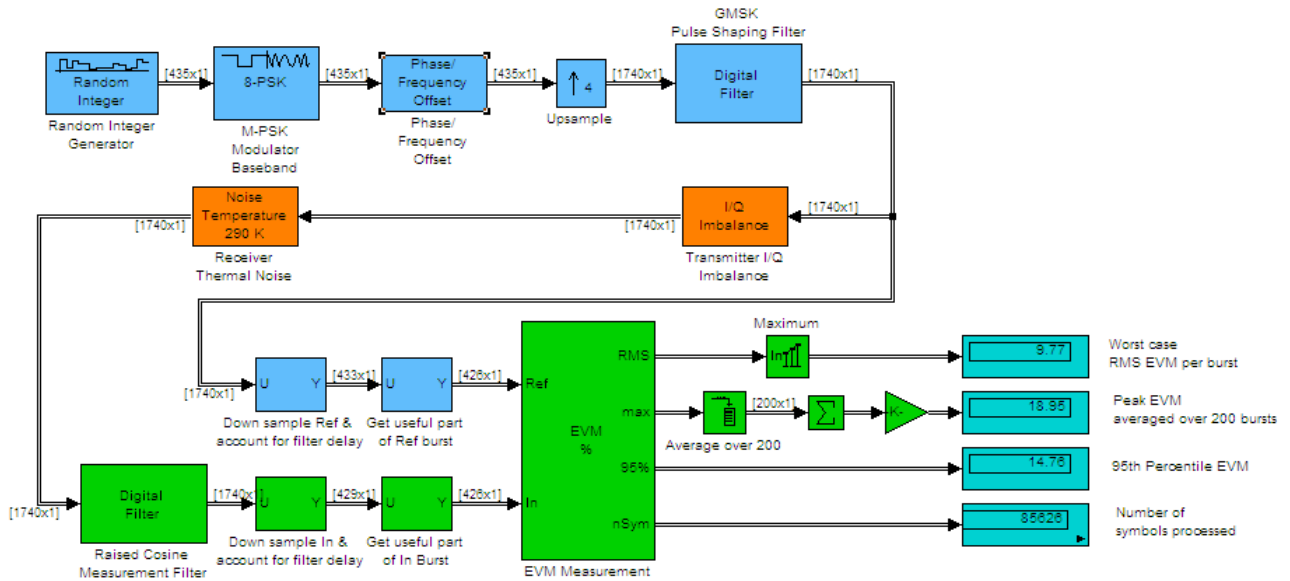 GMSK
Pulse Shaping Filter
Random
Integer
[435x1]
8-PSK
[435x1]
Phase/
Frequency
Offset
[435x1]
4
[1740x1]
Digital
Filter
[1740x1]
Random Integer
Generator
M-PSK
Modulator
Baseband
Phase/
Frequency
Offset
Upsample
[1740x1]
Noise
Temperature
290 K
[1740x1]
I/Q
Imbalance
[1740x1]
Receiver
Thermal Noise
Transmitter I/Q
Imbalance
[1740x1]
U Y
[433x1]
U Y
[426x1]
Down sample Ref &
account for filter delay
Get useful part
of Ref burst
Ref
In
EVM
%
RMS
max
95%
nSym
EVM Measurement
Maximum
In
9.77
Worst case
RMS EVM per burst
[200x1]
-K-
18.95
Peak EVM
averaged over 200 bursts
Average over 200
14.76
95th Percentile EVM
85626
Number of
symbols processed
[1740x1]
Digital
Filter
[1740x1]
U Y
[429x1]
U Y
[426x1]
Raised Cosine
Measurement Filter
Down sample In &
account for filter delay
Get useful part
of In Burst